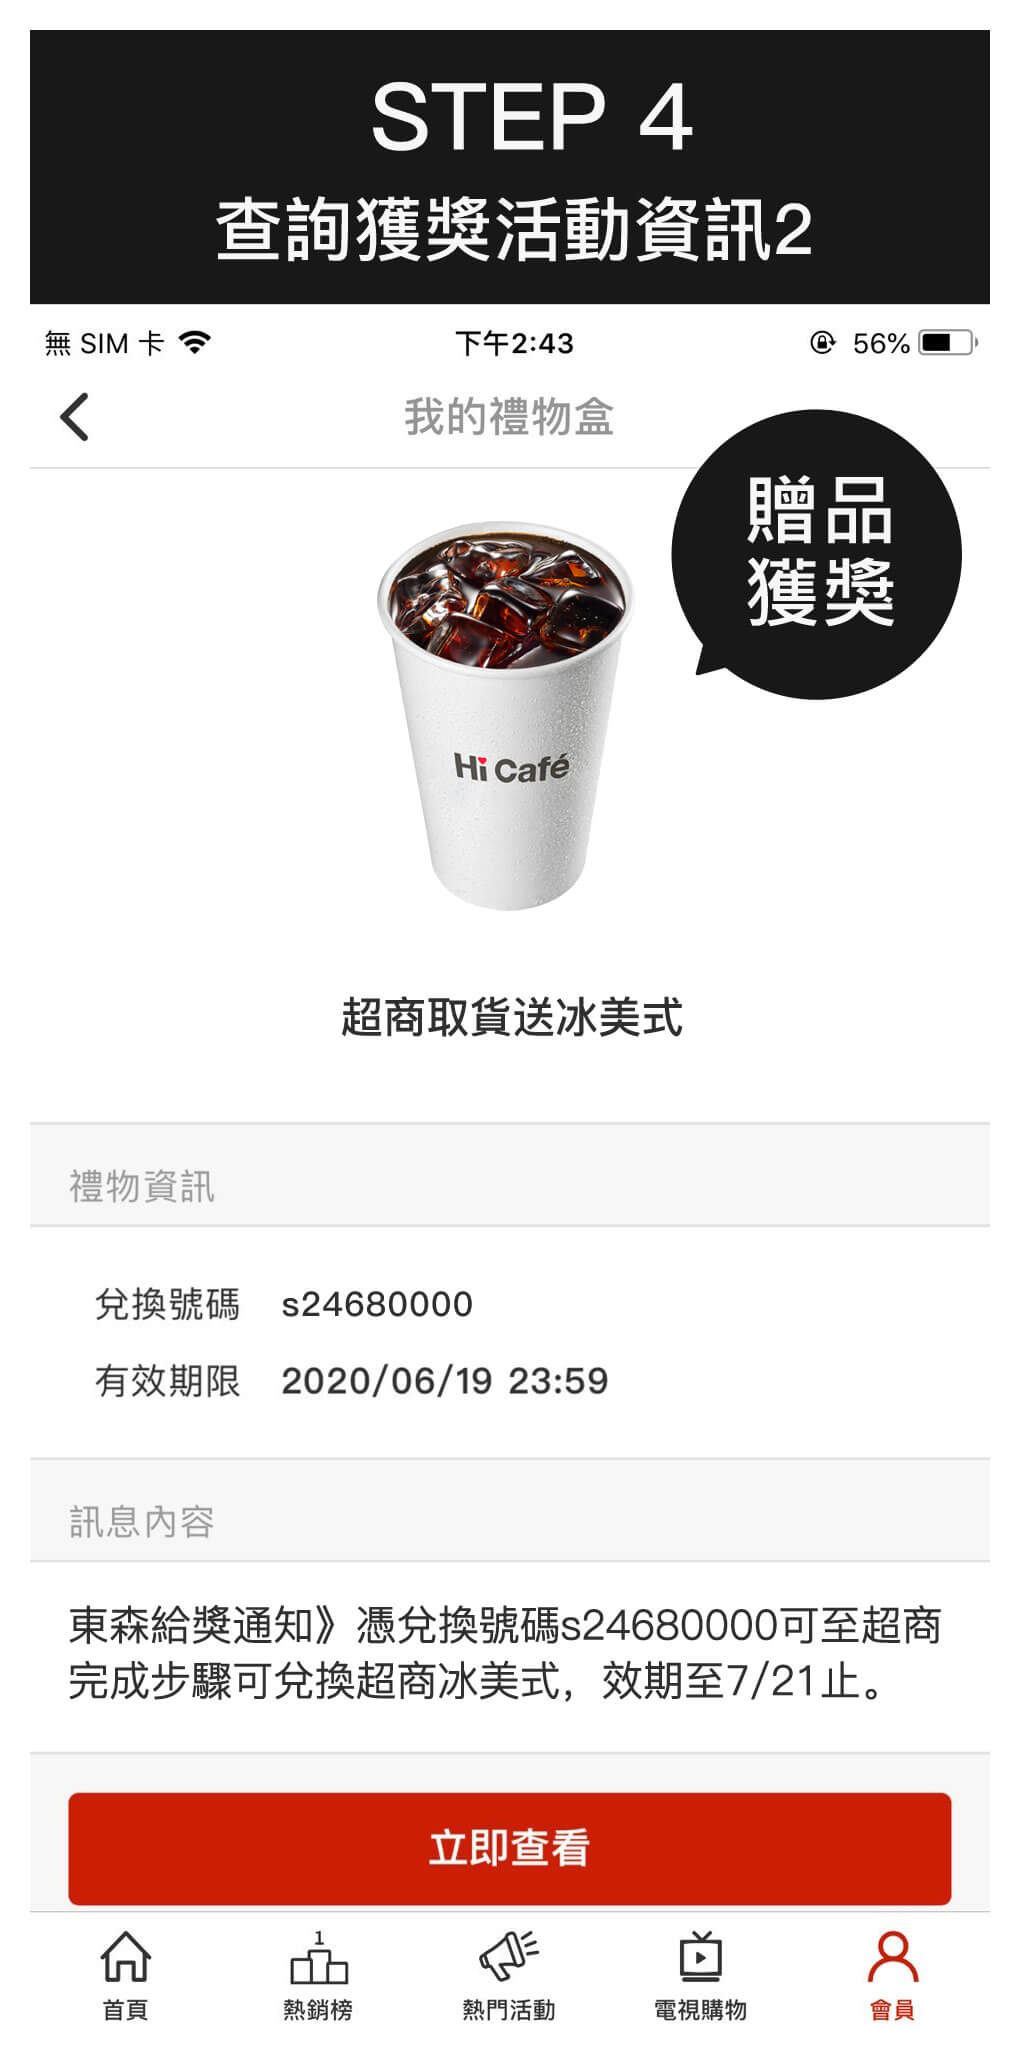 STEP 4
查詢獲獎活動資訊2
無 SIM 卡
下午2:43
56%
我的禮物盒
贈品
獲獎
Hi Café
超商取貨送冰美式
禮物資訊
兌換號碼 s24680000
有效期限 2020/06/19 23:59
訊息內容
東森給獎通知》憑兌換號碼s24680000可至超商
完成步驟可兌換超商冰美式，效期至7/21止。
立即查看
1
首頁
熱銷榜
熱門活動
電視購物
會員